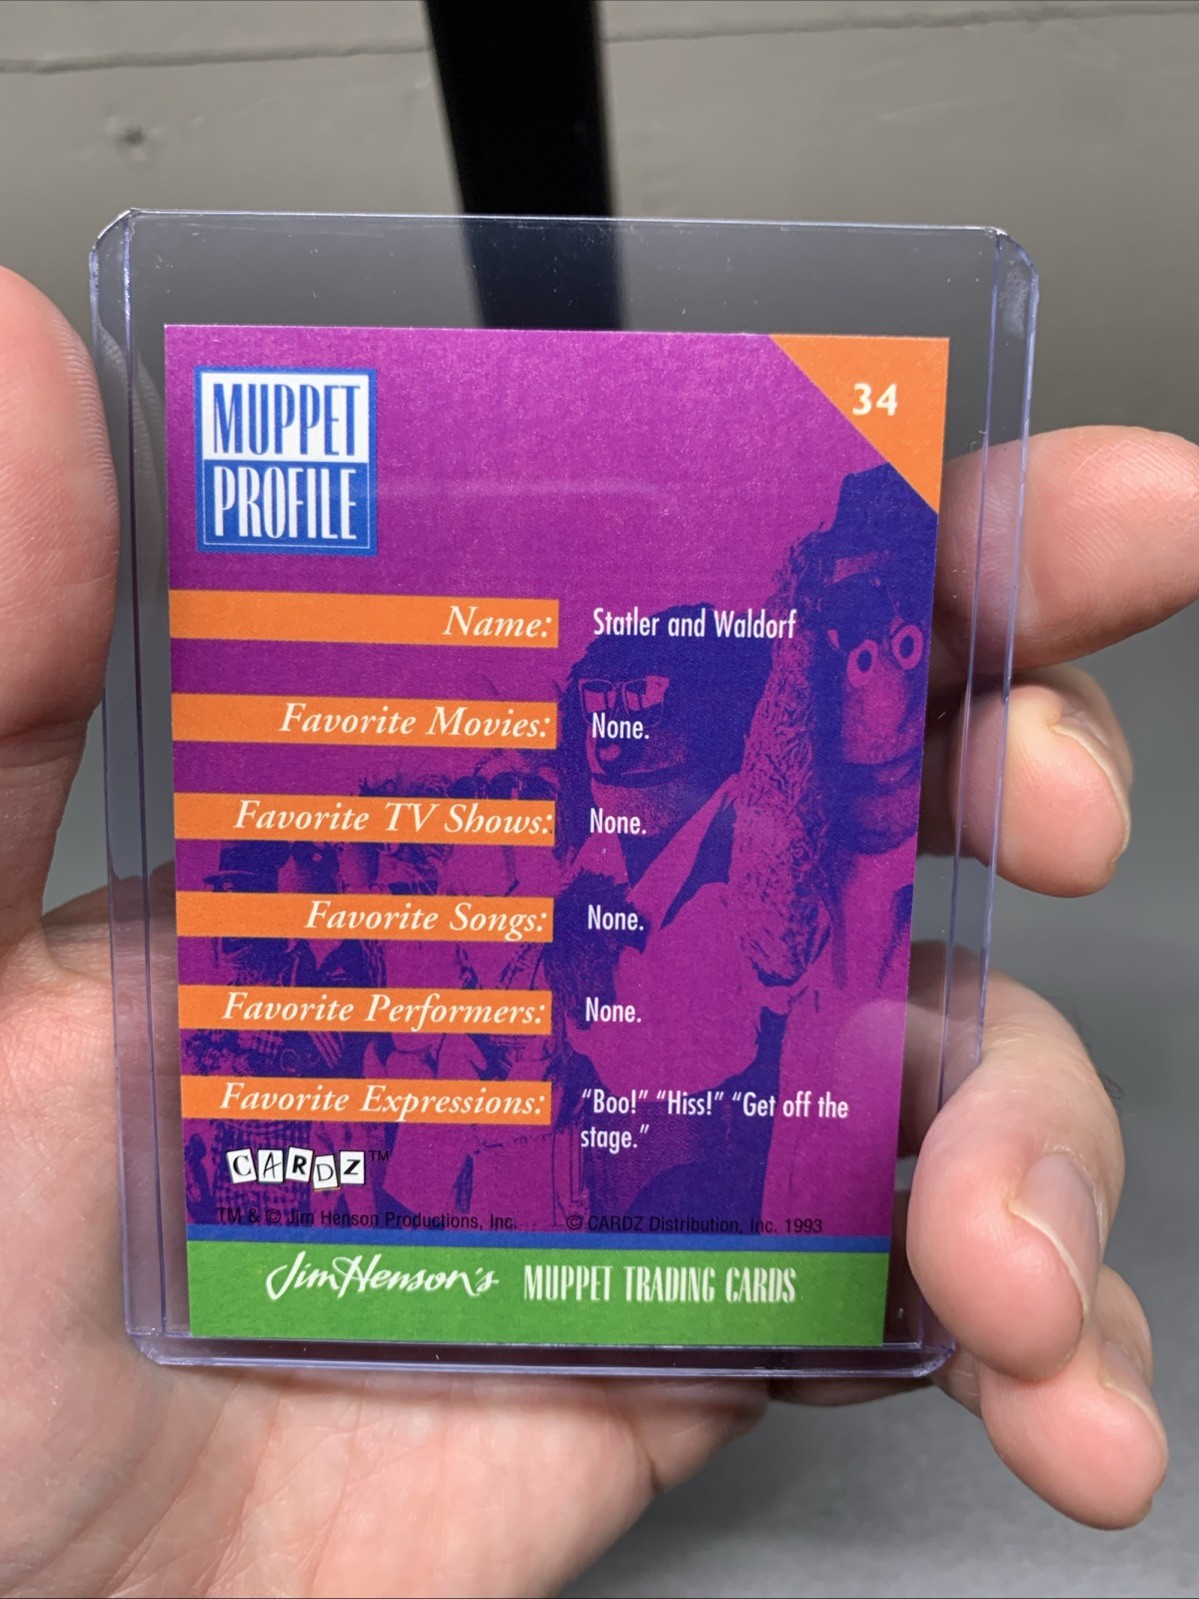 MUPPET
PROFILE
34
Name: Statler and Waldorf
Favorite Movies: None.
Favorite TV Shows: None.
Favorite Songs: None.
Favorite Performers: None.
Favorite Expressions: “Boo!” “Hiss!” “Get off the
stage.”
CARDZ™
TM & © Jim Henson Productions, Inc. © CARDZ Distribution, Inc. 1993
Jim Henson's MUPPET TRADING CARDS